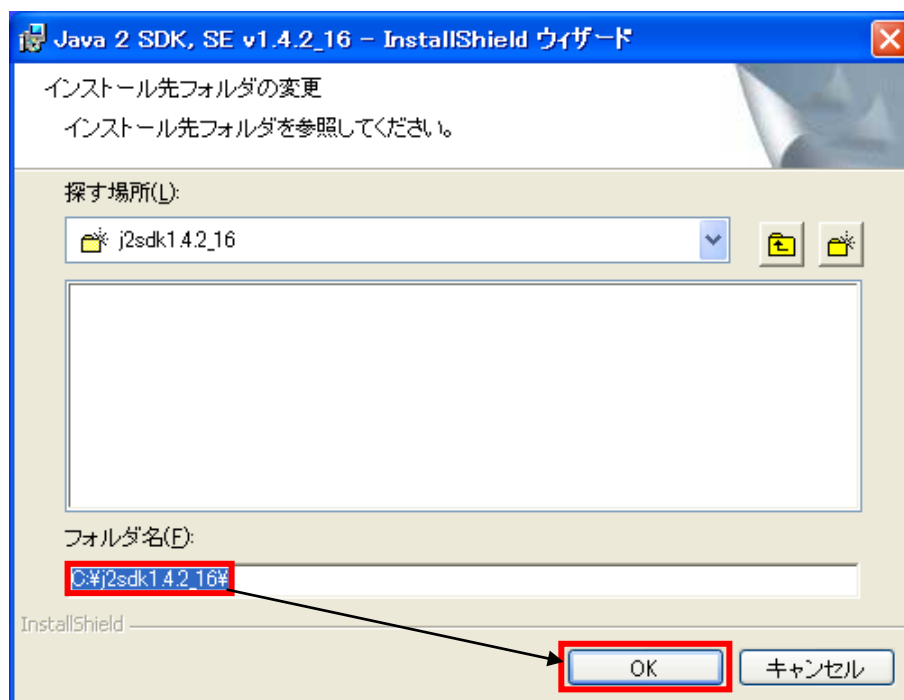 Java 2 SDK, SE v1.4.2_16 - InstallShield ウィザード
インストール先フォルダの変更
インストール先フォルダを参照してください。
探す場所(L):
j2sdk1.4.2_16
フォルダ名(F):
C:¥j2sdk1.4.2_16¥
InstallShield
OK
キャンセル